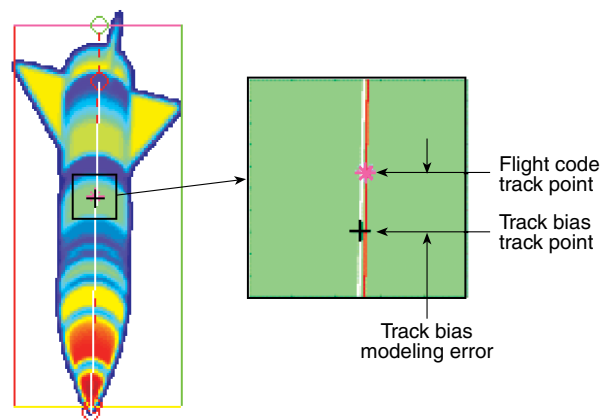 Flight code
track point
Track bias
track point
Track bias
modeling error